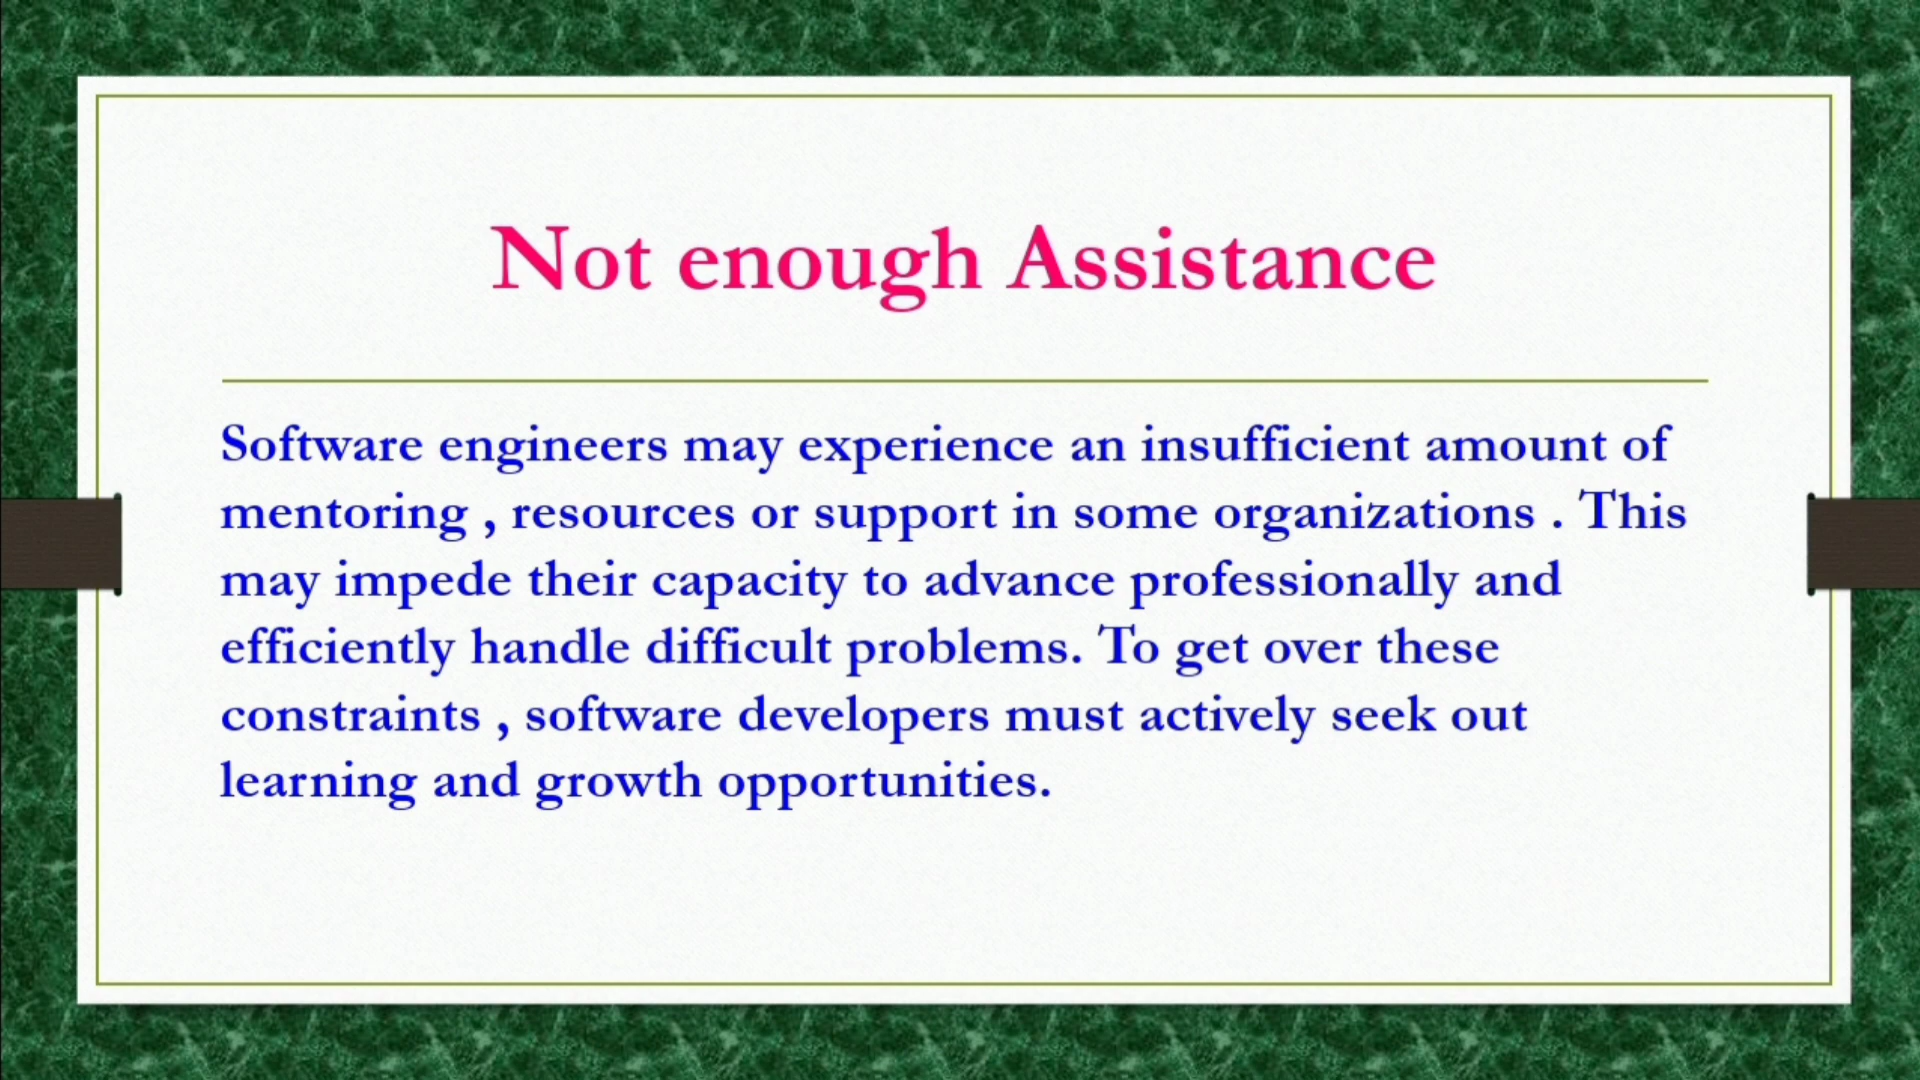 Not enough Assistance
Software engineers may experience an insufficient amount of
mentoring , resources or support in some organizations . This
may impede their capacity to advance professionally and
efficiently handle difficult problems. To get over these
constraints , software developers must actively seek out
learning and growth opportunities.